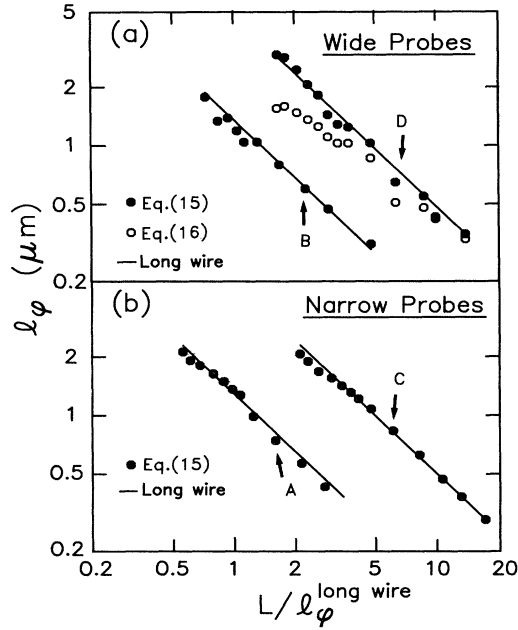 5
(a)
Wide Probes
2
D
1
● Eq.(15)
○ Eq.(16)
— Long wire
B
0.5
0.2
ℓφ (μm)
(b)
Narrow Probes
2
C
1
● Eq.(15)
— Long wire
A
0.5
0.2
0.2 0.5 1 2 5 10 20
L/ℓφ long wire